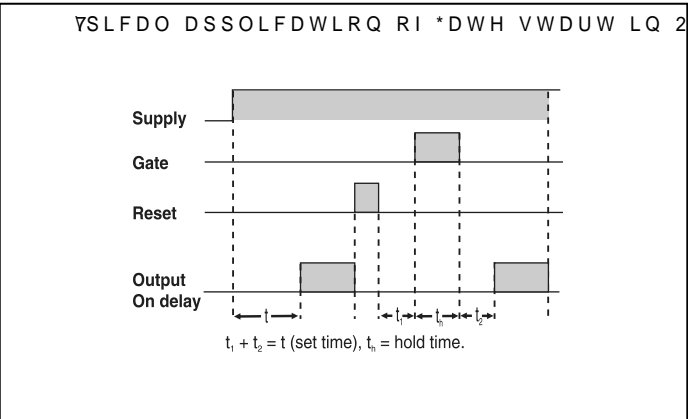 7\SLFDO DSSOLFDWLRQ RI *DWH VWDUW LQ 2
Supply
Gate
Reset
Output
On delay
t t₁ tₕ t₂
t₁ + t₂ = t (set time), tₕ = hold time.